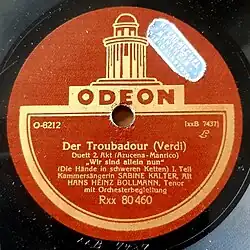 ODEON
O-8212
[xxB 7437]
Der Troubadour (Verdi)
Duett 2. Akt (Azucena-Manrico)
„Wir sind allein nun"
(Die Hände in schweren Ketten) I. Teil
Kammersängerin SABINE KALTER, Alt
HANS HEINZ BOLLMANN, Tenor
mit Orchesterbegleitung
Rxx 80460